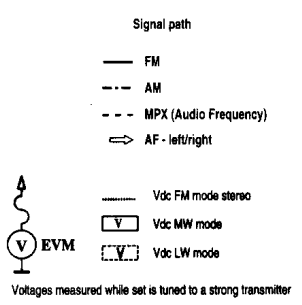 Signal path
FM
AM
MPX (Audio Frequency)
AF - left/right
Vdc FM mode stereo
V Vdc MW mode
V EVM
V Vdc LW mode
Voltages measured while set is tuned to a strong transmitter